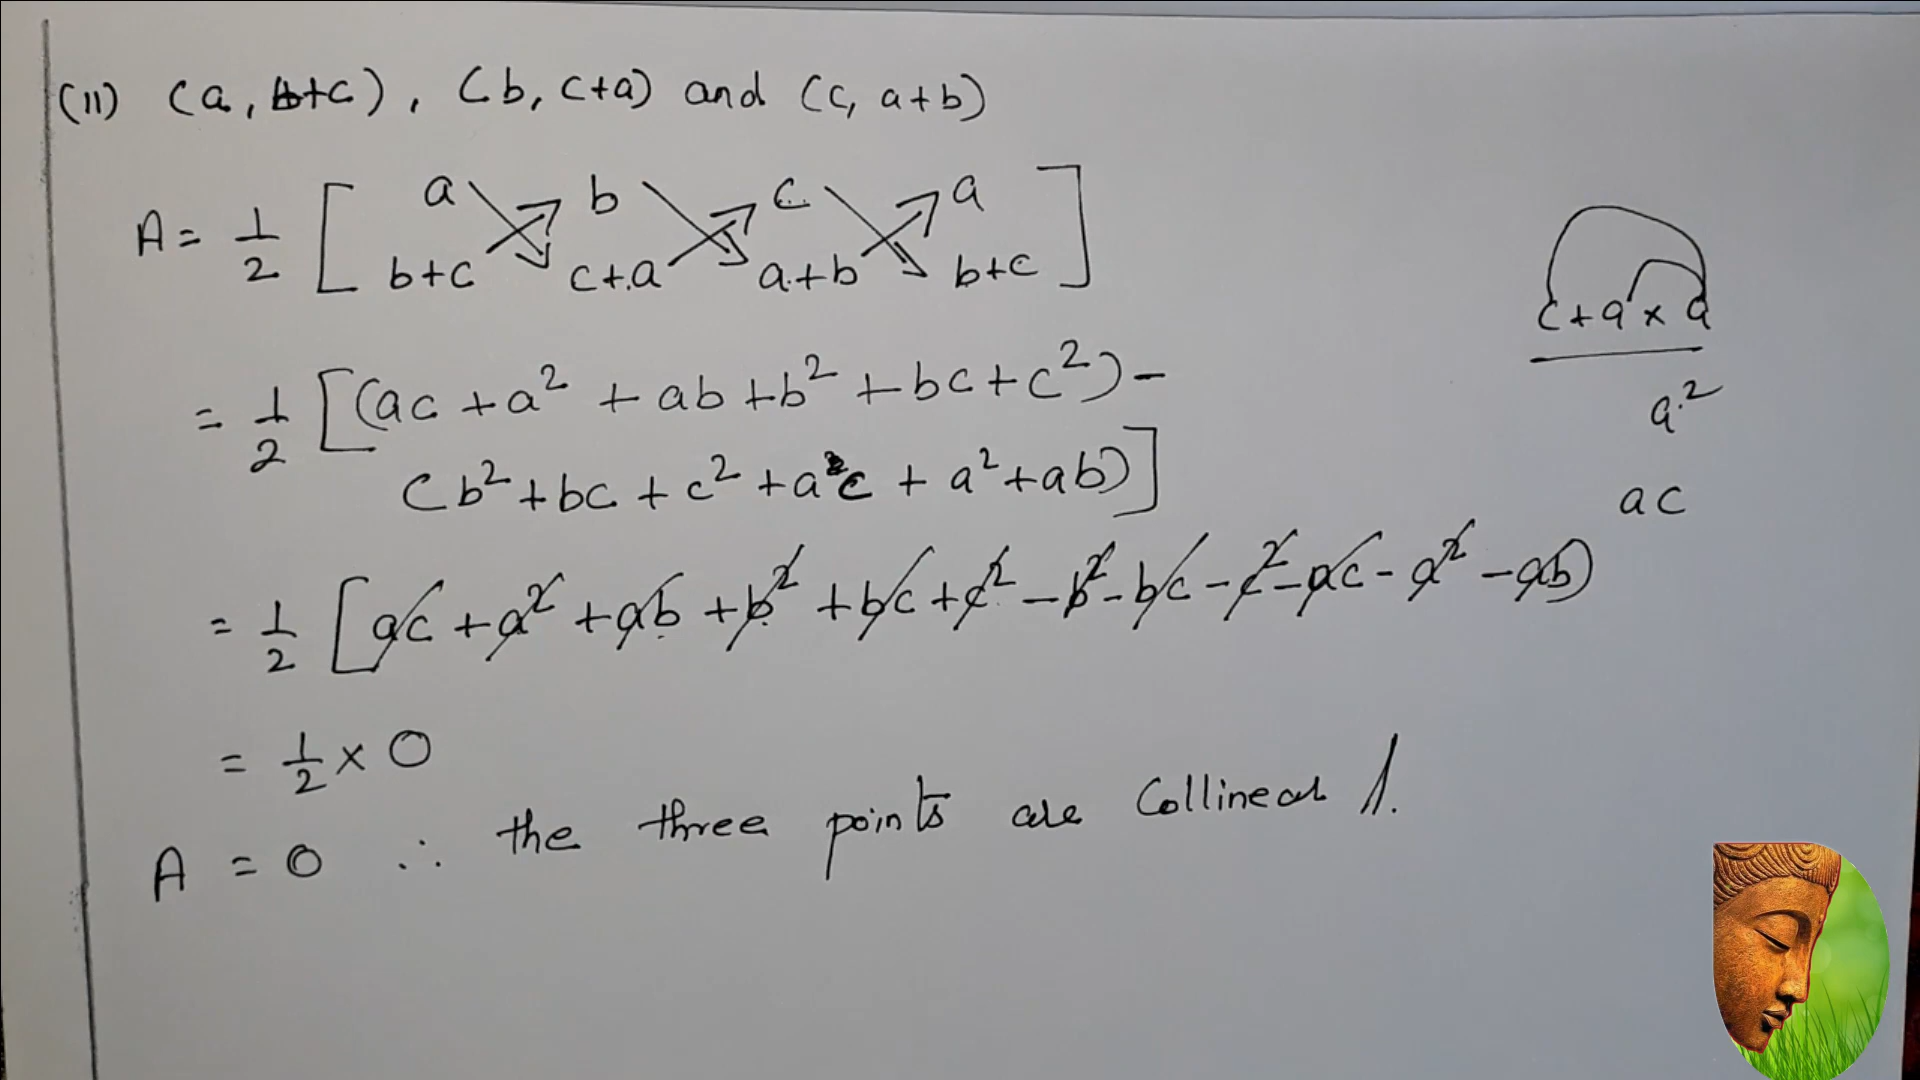 (11) (a, b+c), (b, c+a) and (c, a+b)
A = 1/2 [ a b c a
b+c c+a a+b b+c ]
= 1/2 [(ac + a² + ab + b² + bc + c²) -
(b² + bc + c² + ac + a² + ab)]
= 1/2 [ac + a² + ab + b² + bc + c² - b² - bc - c² - ac - a² - ab)
= 1/2 × 0
A = 0 ∴ the three points are Collinear //.
c+a × a
a²
ac